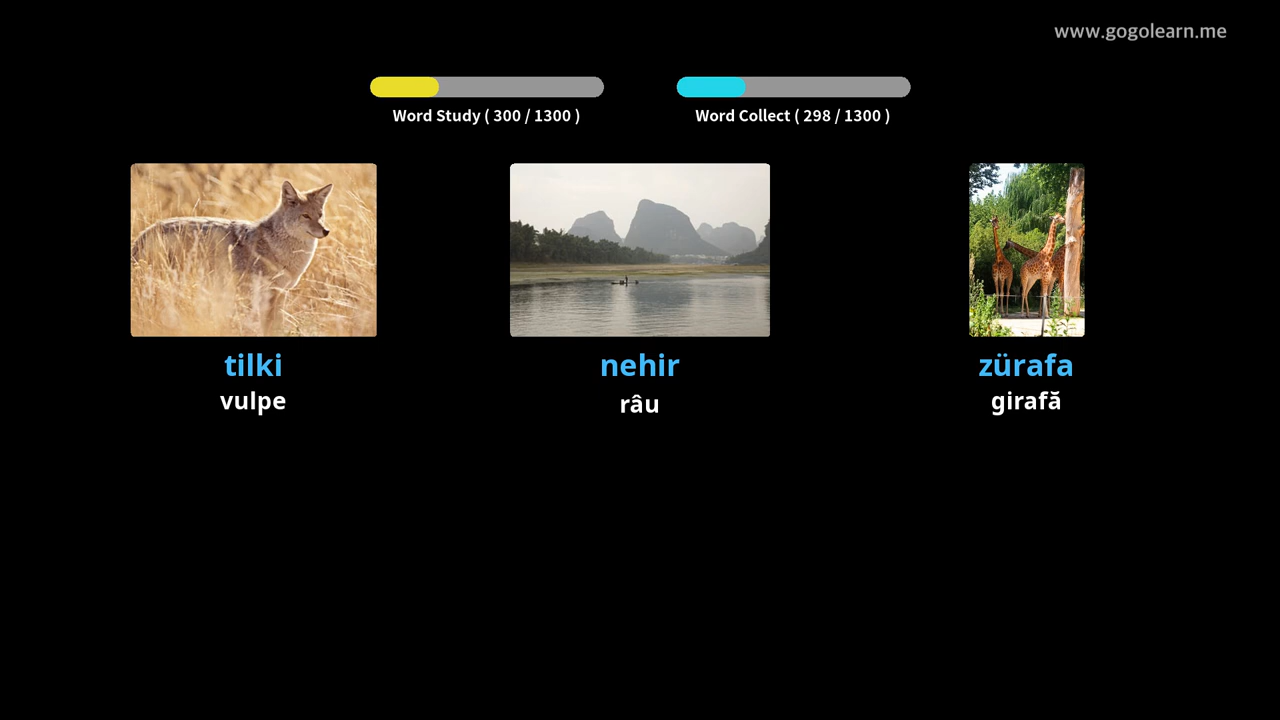 www.gogolearn.me
Word Study ( 300 / 1300 )
Word Collect ( 298 / 1300 )
tilki
vulpe
nehir
râu
zürafa
girafă